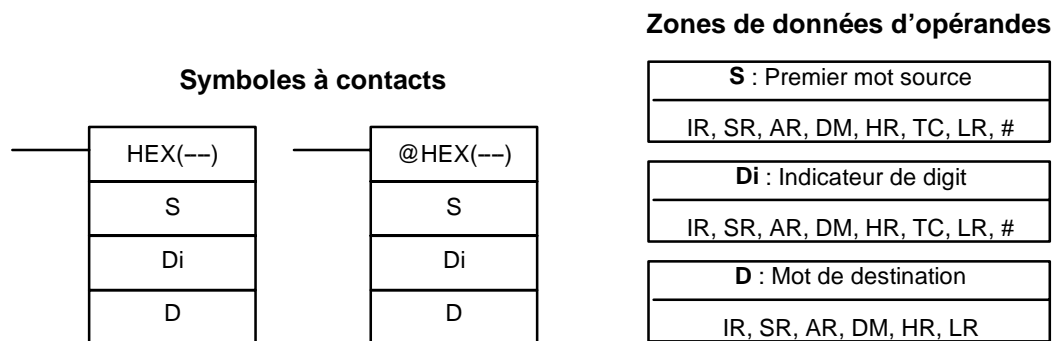 Zones de données d’opérandes
Symboles à contacts
S : Premier mot source
IR, SR, AR, DM, HR, TC, LR, #
HEX(–––)
@HEX(–––)
Di : Indicateur de digit
S
S
IR, SR, AR, DM, HR, TC, LR, #
Di
Di
D : Mot de destination
D
D
IR, SR, AR, DM, HR, LR